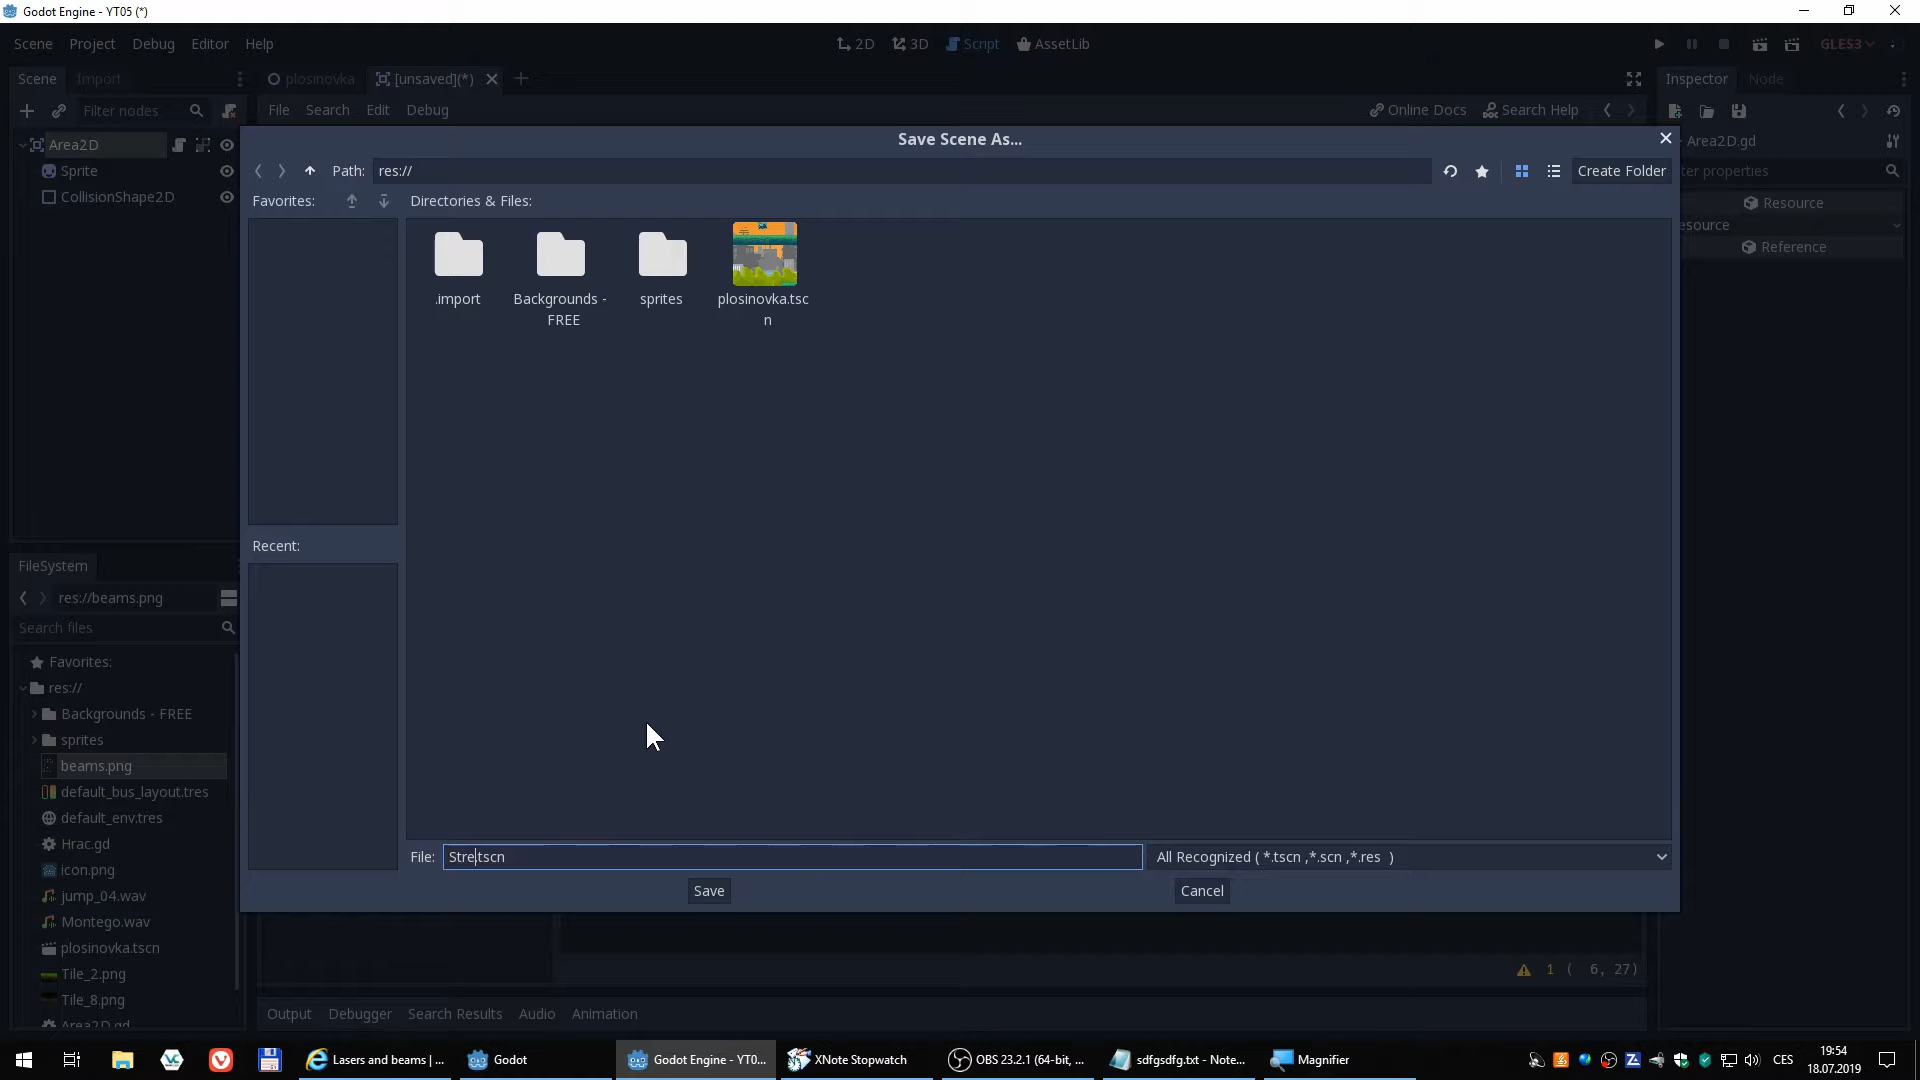 Godot Engine - YT05 (*)
Scene Project Debug Editor Help
2D 3D Script AssetLib
GLES3
Scene Import
plosinovka [unsaved](*)
Inspector Node
Filter nodes
File Search Edit Debug
Online Docs Search Help
Area2D
Sprite
CollisionShape2D
Save Scene As...
Area2D.gd
Path: res://
Create Folder
ter properties
Favorites:
Directories & Files:
Resource
esource
Reference
.import
Backgrounds -
FREE
sprites
plosinovka.tsc
n
Recent:
FileSystem
res://beams.png
Search files
Favorites:
res://
Backgrounds - FREE
sprites
beams.png
default_bus_layout.tres
default_env.tres
Hrac.gd
icon.png
jump_04.wav
Montego.wav
plosinovka.tscn
Tile_2.png
Tile_8.png
Area2D.gd
File: Stre.tscn
All Recognized ( *.tscn ,*.scn ,*.res )
Save
Cancel
1 ( 6, 27)
Output Debugger Search Results Audio Animation
Lasers and beams | ...
Godot
Godot Engine - YT0...
XNote Stopwatch
OBS 23.2.1 (64-bit, ...
sdfgsdfg.txt - Note...
Magnifier
CES
19:54
18.07.2019